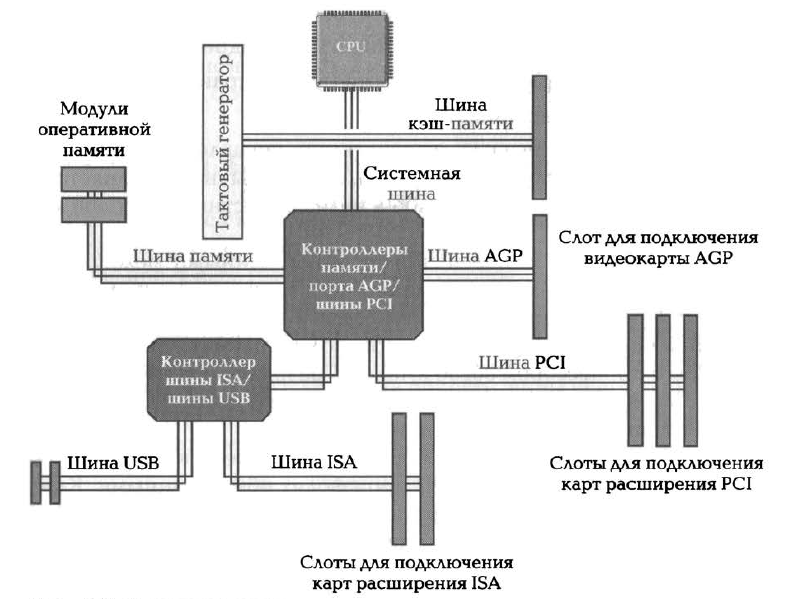 CPU
Тактовый генератор
Модули
оперативной
памяти
Шина
кэш-памяти
Системная
шина
Шина памяти
Контроллеры
памяти/
порта AGP/
шины PCI
Шина AGP
Слот для подключения
видеокарты AGP
Контроллер
шины ISA/
шины USB
Шина PCI
Слоты для подключения
карт расширения PCI
Шина USB
Шина ISA
Слоты для подключения
карт расширения ISA